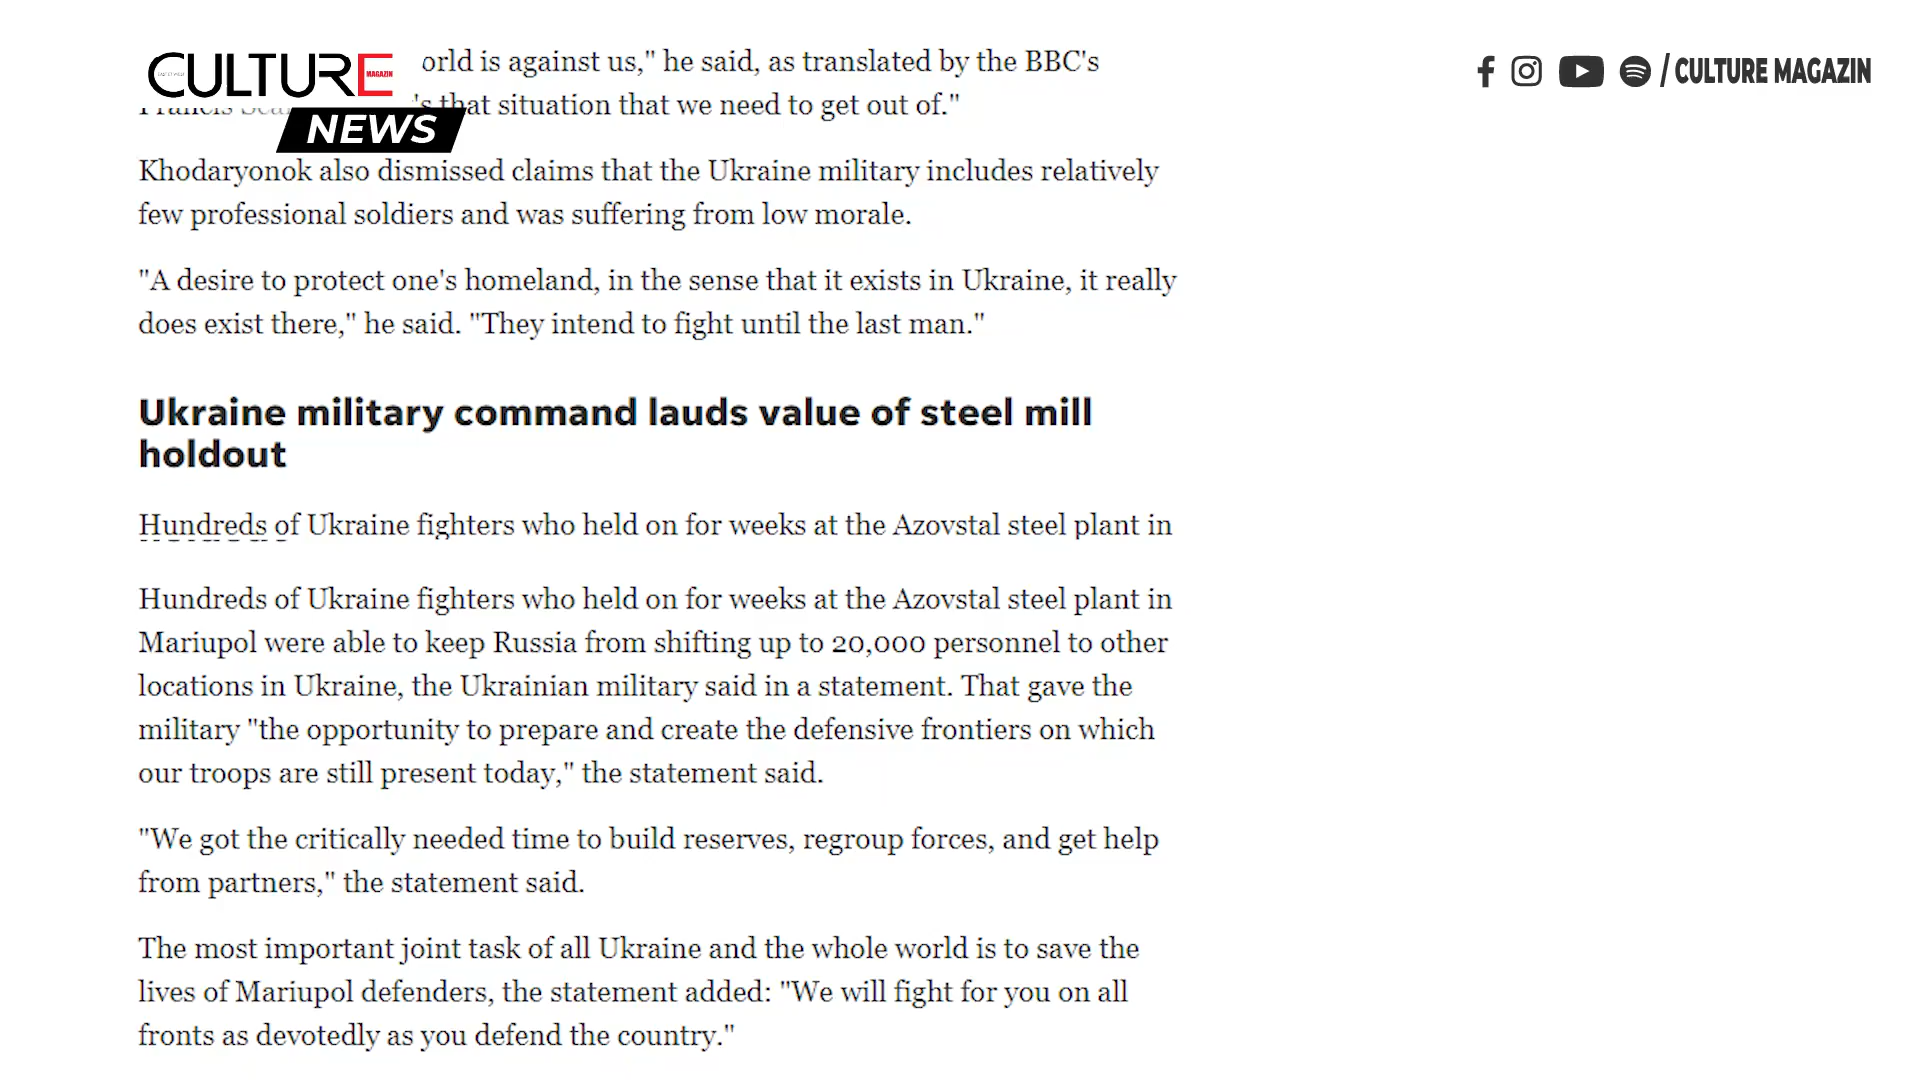 CULTURE MAGAZIN
NEWS
/ CULTURE MAGAZIN
orld is against us," he said, as translated by the BBC's
Francis 's that situation that we need to get out of."
Khodaryonok also dismissed claims that the Ukraine military includes relatively
few professional soldiers and was suffering from low morale.
"A desire to protect one's homeland, in the sense that it exists in Ukraine, it really
does exist there," he said. "They intend to fight until the last man."
Ukraine military command lauds value of steel mill
holdout
Hundreds of Ukraine fighters who held on for weeks at the Azovstal steel plant in
Hundreds of Ukraine fighters who held on for weeks at the Azovstal steel plant in
Mariupol were able to keep Russia from shifting up to 20,000 personnel to other
locations in Ukraine, the Ukrainian military said in a statement. That gave the
military "the opportunity to prepare and create the defensive frontiers on which
our troops are still present today," the statement said.
"We got the critically needed time to build reserves, regroup forces, and get help
from partners," the statement said.
The most important joint task of all Ukraine and the whole world is to save the
lives of Mariupol defenders, the statement added: "We will fight for you on all
fronts as devotedly as you defend the country."